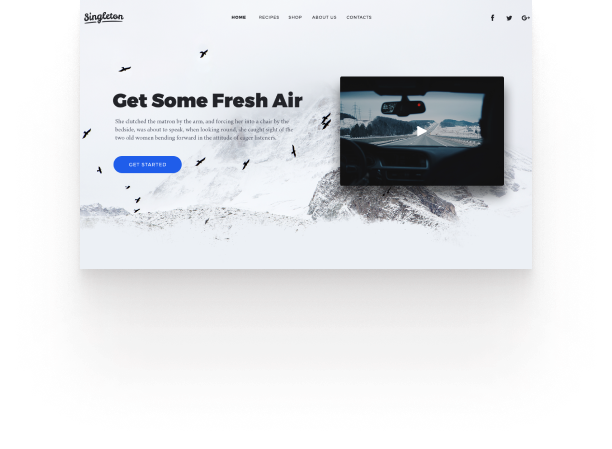 Singleton
HOME RECIPES SHOP ABOUT US CONTACTS
G+
Get Some Fresh Air
She clutched the matron by the arm, and forcing her into a chair by the
bedside, was about to speak, when looking round, she caught sight of the
two old women bending forward in the attitude of eager listeners.
GET STARTED